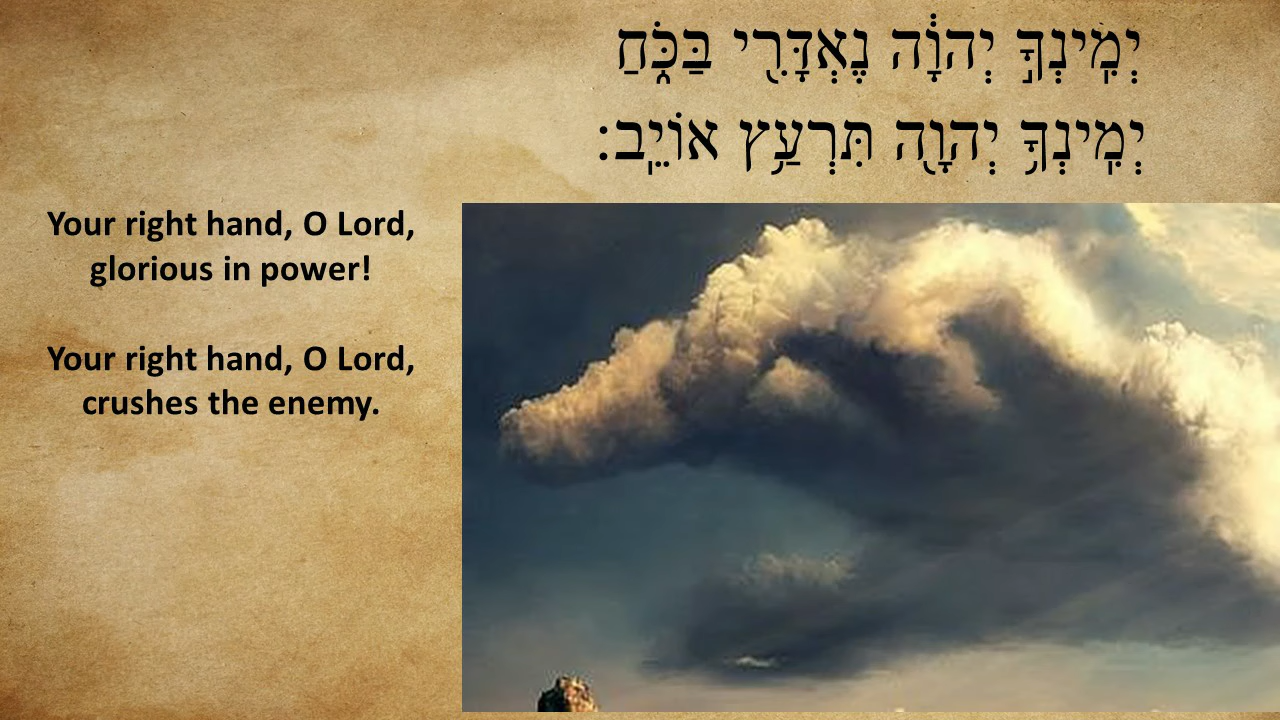 יְמִֽינְךָ֣ יְהוָ֔ה נֶאְדָּרִ֖י בַּכֹּ֑חַ
יְמִֽינְךָ֥ יְהוָ֖ה תִּרְעַ֥ץ אוֹיֵֽב׃
Your right hand, O Lord,
glorious in power!
Your right hand, O Lord,
crushes the enemy.